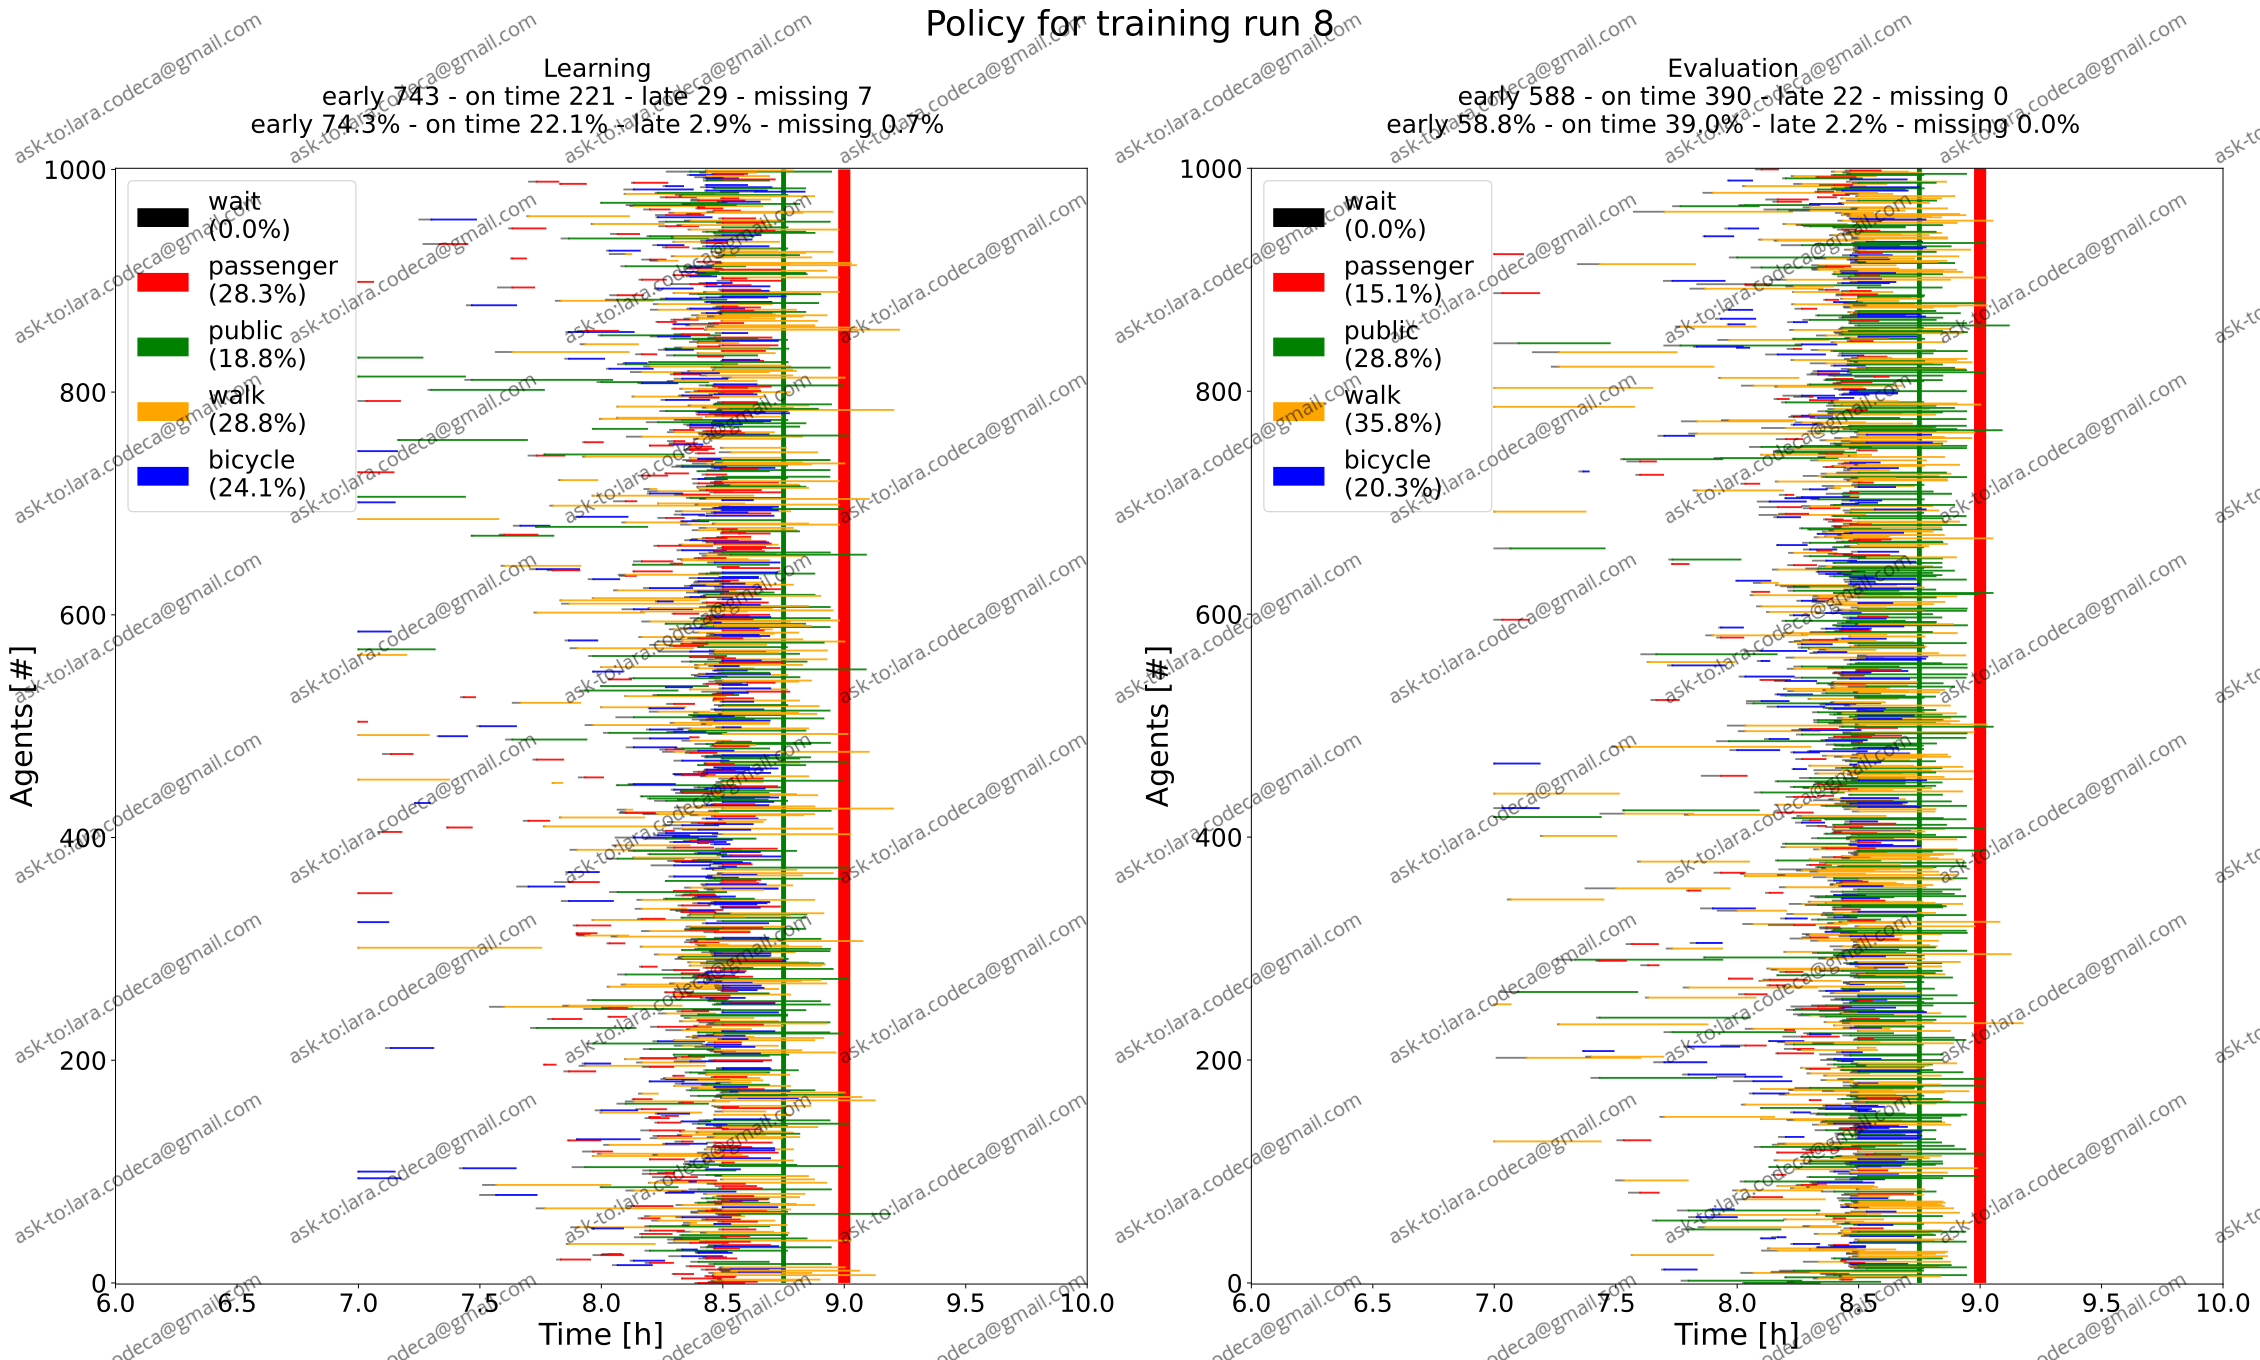 Policy for training run 8
Learning
early 743 - on time 221 - late 29 - missing 7
early 74.3% - on time 22.1% - late 2.9% - missing 0.7%
Evaluation
early 588 - on time 390 - late 22 - missing 0
early 58.8% - on time 39.0% - late 2.2% - missing 0.0%
wait
(0.0%)
passenger
(28.3%)
public
(18.8%)
walk
(28.8%)
bicycle
(24.1%)
Agents [#]
1000
800
600
400
200
0
6.0 6.5 7.0 7.5 8.0 8.5 9.0 9.5 10.0
Time [h]
wait
(0.0%)
passenger
(15.1%)
public
(28.8%)
walk
(35.8%)
bicycle
(20.3%)
Agents [#]
1000
800
600
400
200
0
6.0 6.5 7.0 7.5 8.0 8.5 9.0 9.5 10.0
Time [h]
ask-to:lara.codeca@gmail.com